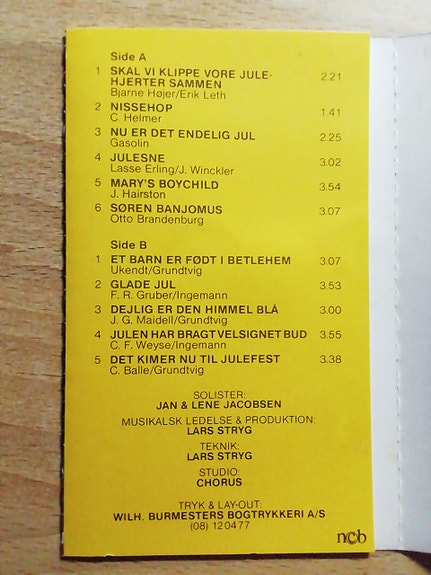 Side A
1 SKAL VI KLIPPE VORE JULE-
HJERTER SAMMEN 2.21
Bjarne Højer/Erik Leth
2 NISSEHOP 1.41
C. Helmer
3 NU ER DET ENDELIG JUL 2.25
Gasolin
4 JULESNE 3.02
Lasse Erling/J. Winckler
5 MARY'S BOYCHILD 3.54
J. Hairston
6 SØREN BANJOMUS 3.07
Otto Brandenburg
Side B
1 ET BARN ER FØDT I BETLEHEM 3.07
Ukendt/Grundtvig
2 GLADE JUL 3.53
F. R. Gruber/Ingemann
3 DEJLIG ER DEN HIMMEL BLÅ 3.00
J. G. Maidell/Grundtvig
4 JULEN HAR BRAGT VELSIGNET BUD 3.55
C. F. Weyse/Ingemann
5 DET KIMER NU TIL JULEFEST 3.38
C. Balle/Grundtvig
SOLISTER:
JAN & LENE JACOBSEN
MUSIKALSK LEDELSE & PRODUKTION:
LARS STRYG
TEKNIK:
LARS STRYG
STUDIO:
CHORUS
TRYK & LAY-OUT:
WILH. BURMESTERS BOGTRYKKERI A/S
(08) 12 04 77
ncb